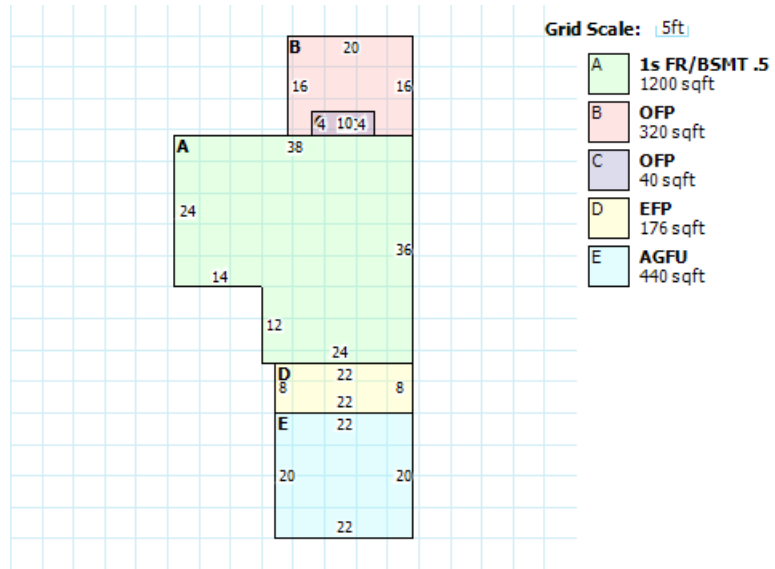 Grid Scale: 5ft
B 20
16 16
C
4 10 4
A 38
24
36
14
12
24
D 22
8 8
22
E 22
20 20
22
A 1s FR/BSMT .5
1200 sqft
B OFP
320 sqft
C OFP
40 sqft
D EFP
176 sqft
E AGFU
440 sqft